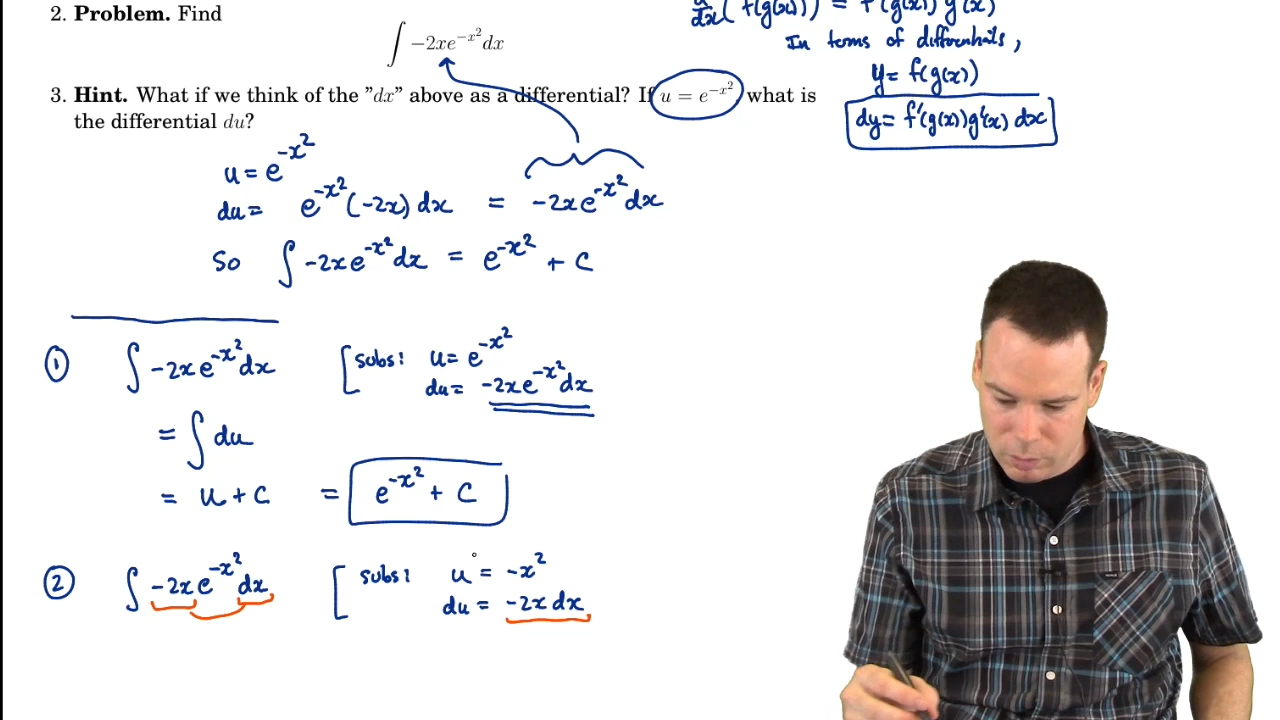 2. Problem. Find
∫ −2xe^{−x²}dx
3. Hint. What if we think of the "dx" above as a differential? If u = e^{−x²}, what is
the differential du?
d/dx( f(g(x)) ) = f'(g(x)) g'(x)
In terms of differentials,
y = f(g(x))
dy = f'(g(x))g'(x) dx
u = e^{-x²}
du = e^{-x²}(-2x) dx = -2xe^{-x²}dx
So ∫ -2xe^{-x²}dx = e^{-x²} + C
① ∫ -2xe^{-x²}dx [ subs: u = e^{-x²}
du = -2xe^{-x²}dx
= ∫ du
= u + C = e^{-x²} + C
② ∫ -2xe^{-x²}dx [ subs: u = -x²
du = -2x dx